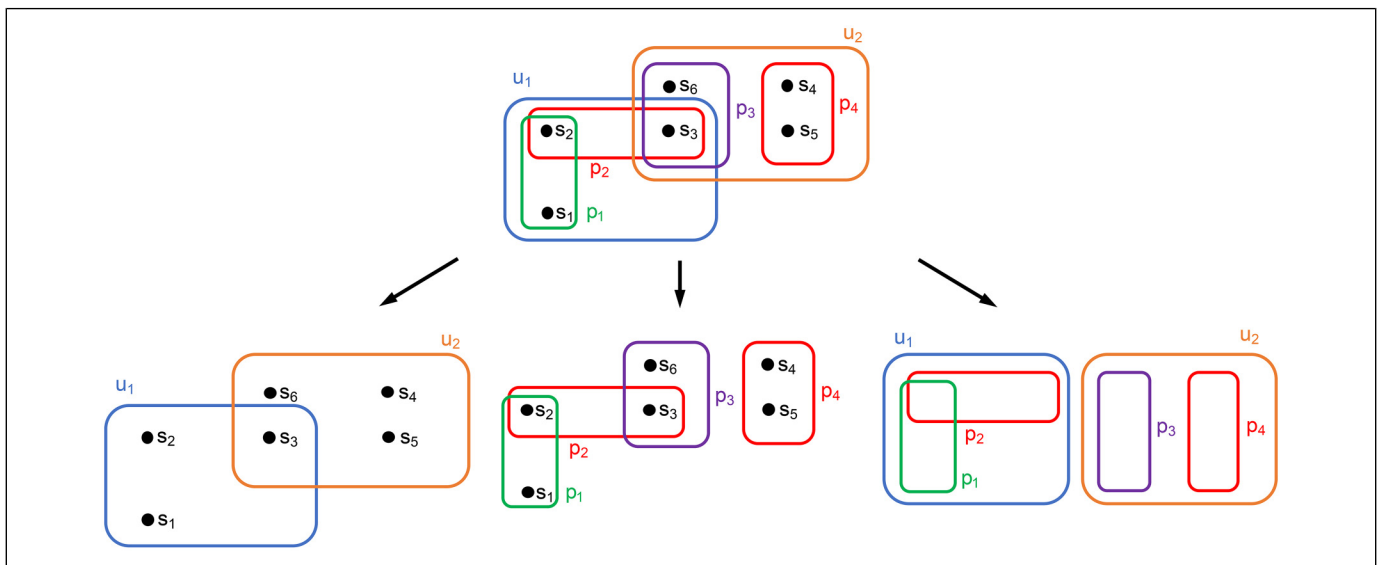 u2
u1
s6 s4
p3 p4
s2 s3 s5
p2
s1 p1
u2
u1
s6 s4
s2 s3 s5
s1
s6 s4
p3 p4
s2 s3 s5
p2
s1 p1
u1 u2
p2 p3 p4
p1